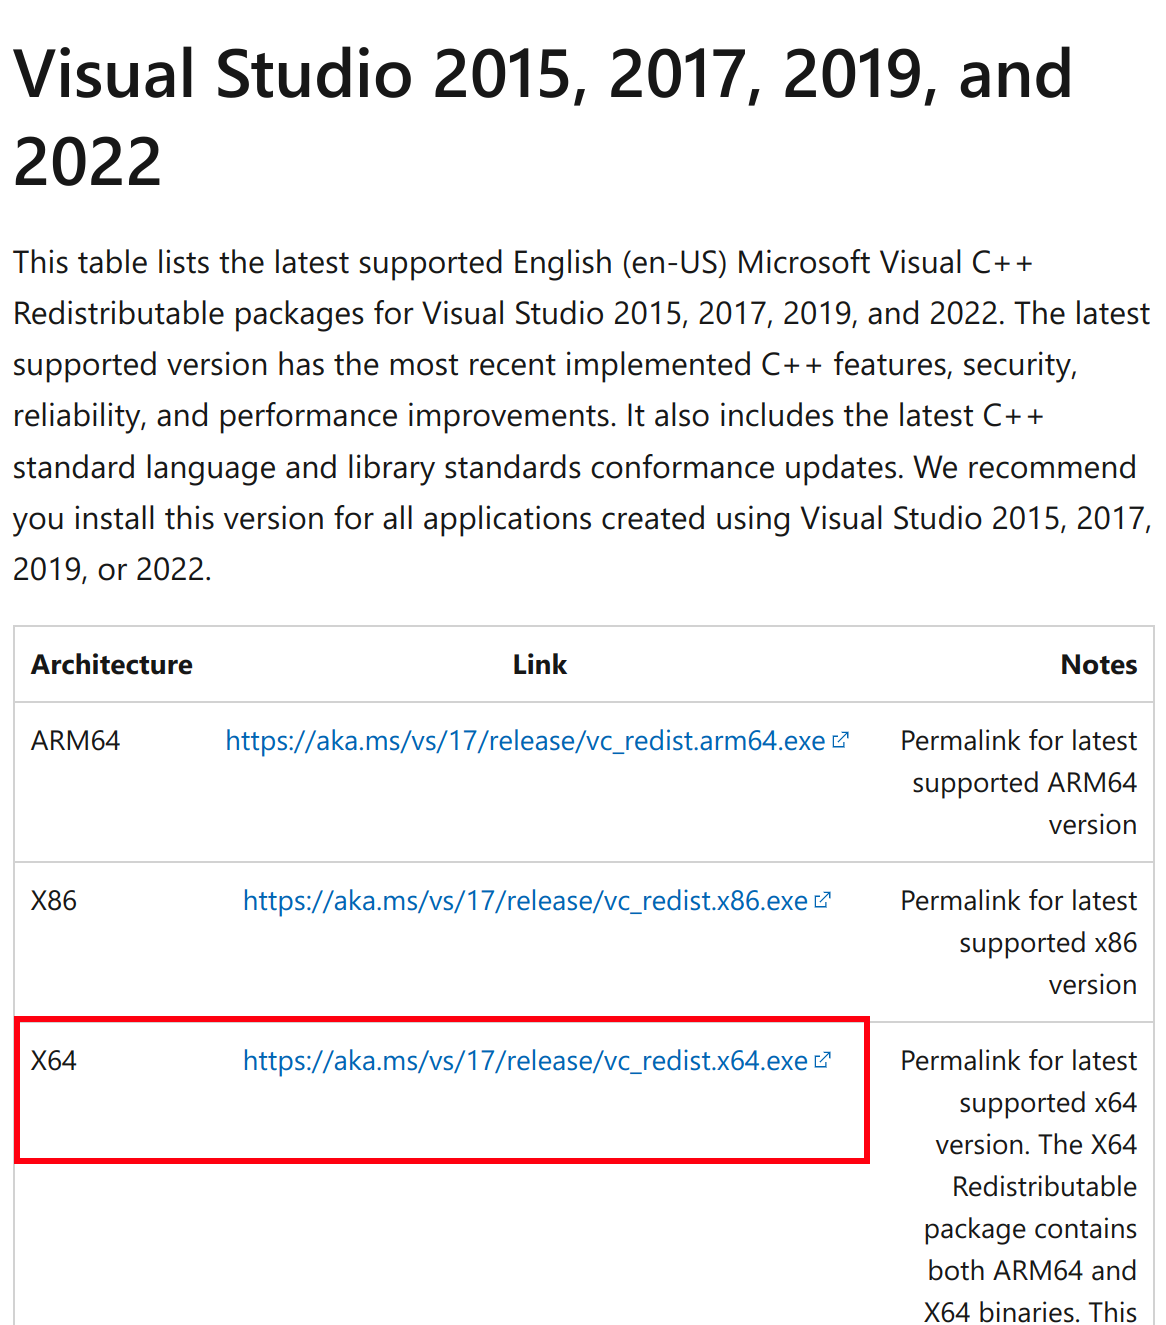 Visual Studio 2015, 2017, 2019, and
2022
This table lists the latest supported English (en-US) Microsoft Visual C++
Redistributable packages for Visual Studio 2015, 2017, 2019, and 2022. The latest
supported version has the most recent implemented C++ features, security,
reliability, and performance improvements. It also includes the latest C++
standard language and library standards conformance updates. We recommend
you install this version for all applications created using Visual Studio 2015, 2017,
2019, or 2022.
Architecture Link Notes
ARM64 https://aka.ms/vs/17/release/vc_redist.arm64.exe Permalink for latest
supported ARM64
version
X86 https://aka.ms/vs/17/release/vc_redist.x86.exe Permalink for latest
supported x86
version
X64 https://aka.ms/vs/17/release/vc_redist.x64.exe Permalink for latest
supported x64
version. The X64
Redistributable
package contains
both ARM64 and
X64 binaries. This